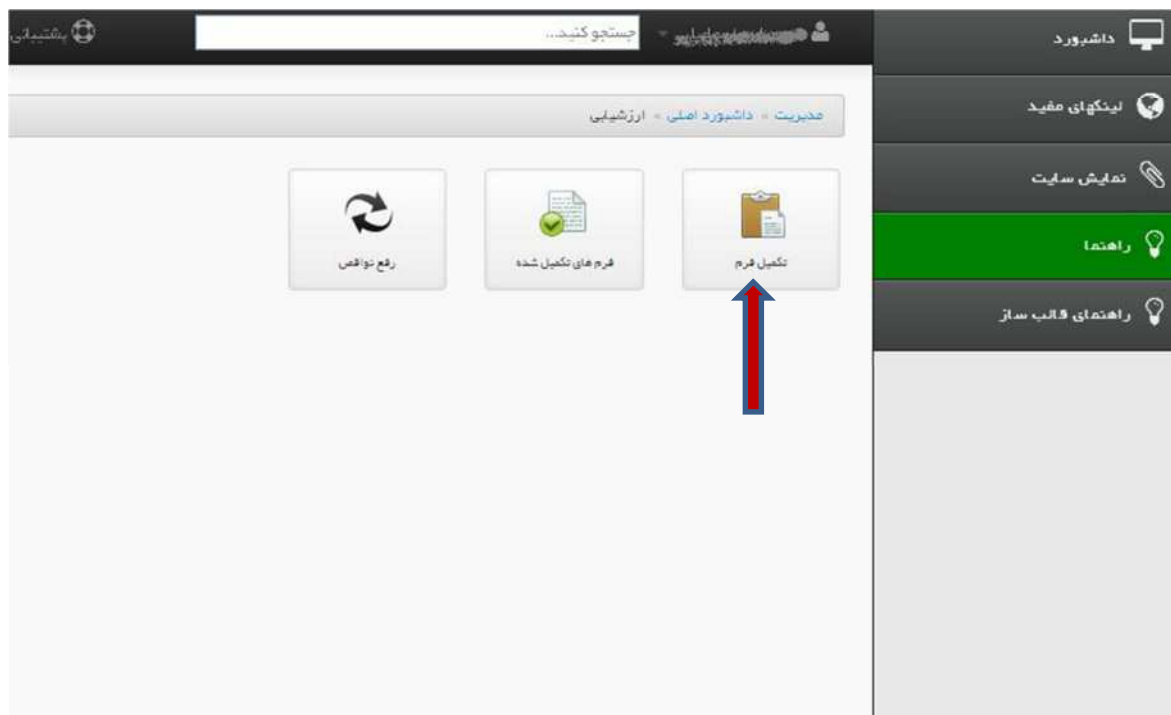 داشبورد
لینکهای مفید
نمایش سایت
راهنما
راهنمای قالب ساز
جستجو کنید...
پشتیبانی
مدیریت » داشبورد اصلی » ارزشیابی
تکمیل فرم
فرم های تکمیل شده
رفع نواقص